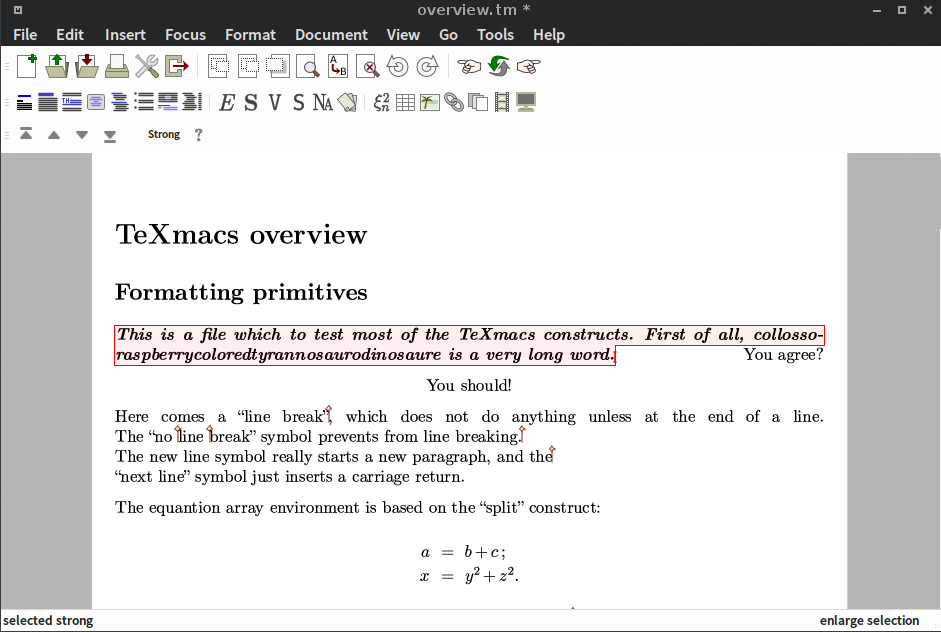 overview.tm *
File Edit Insert Focus Format Document View Go Tools Help
Strong ?
TeXmacs overview
Formatting primitives
This is a file which to test most of the TeXmacs constructs. First of all, collosso-
raspberrycoloredtyrannosaurodinosaure is a very long word. You agree?
You should!
Here comes a “line break”, which does not do anything unless at the end of a line.
The “no line break” symbol prevents from line breaking.
The new line symbol really starts a new paragraph, and the
“next line” symbol just inserts a carriage return.
The equantion array environment is based on the “split” construct:
a = b + c ;
x = y² + z².
selected strong enlarge selection